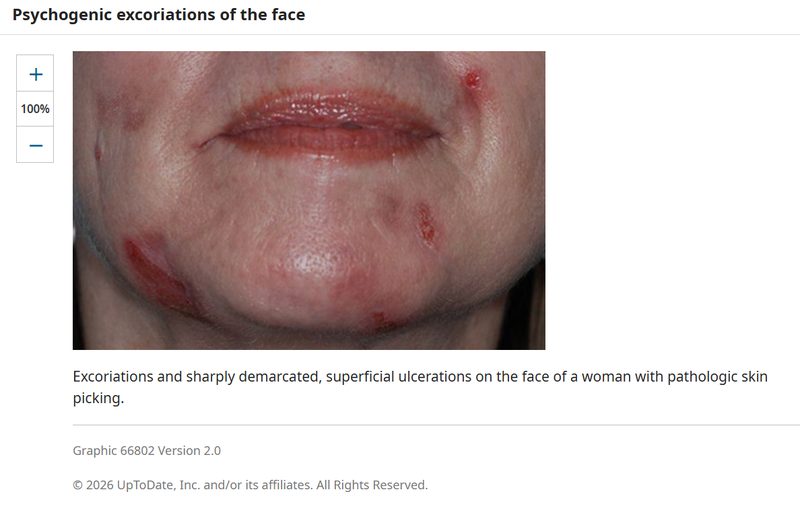 Psychogenic excoriations of the face
+
100%
−
Excoriations and sharply demarcated, superficial ulcerations on the face of a woman with pathologic skin
picking.
Graphic 66802 Version 2.0
© 2026 UpToDate, Inc. and/or its affiliates. All Rights Reserved.